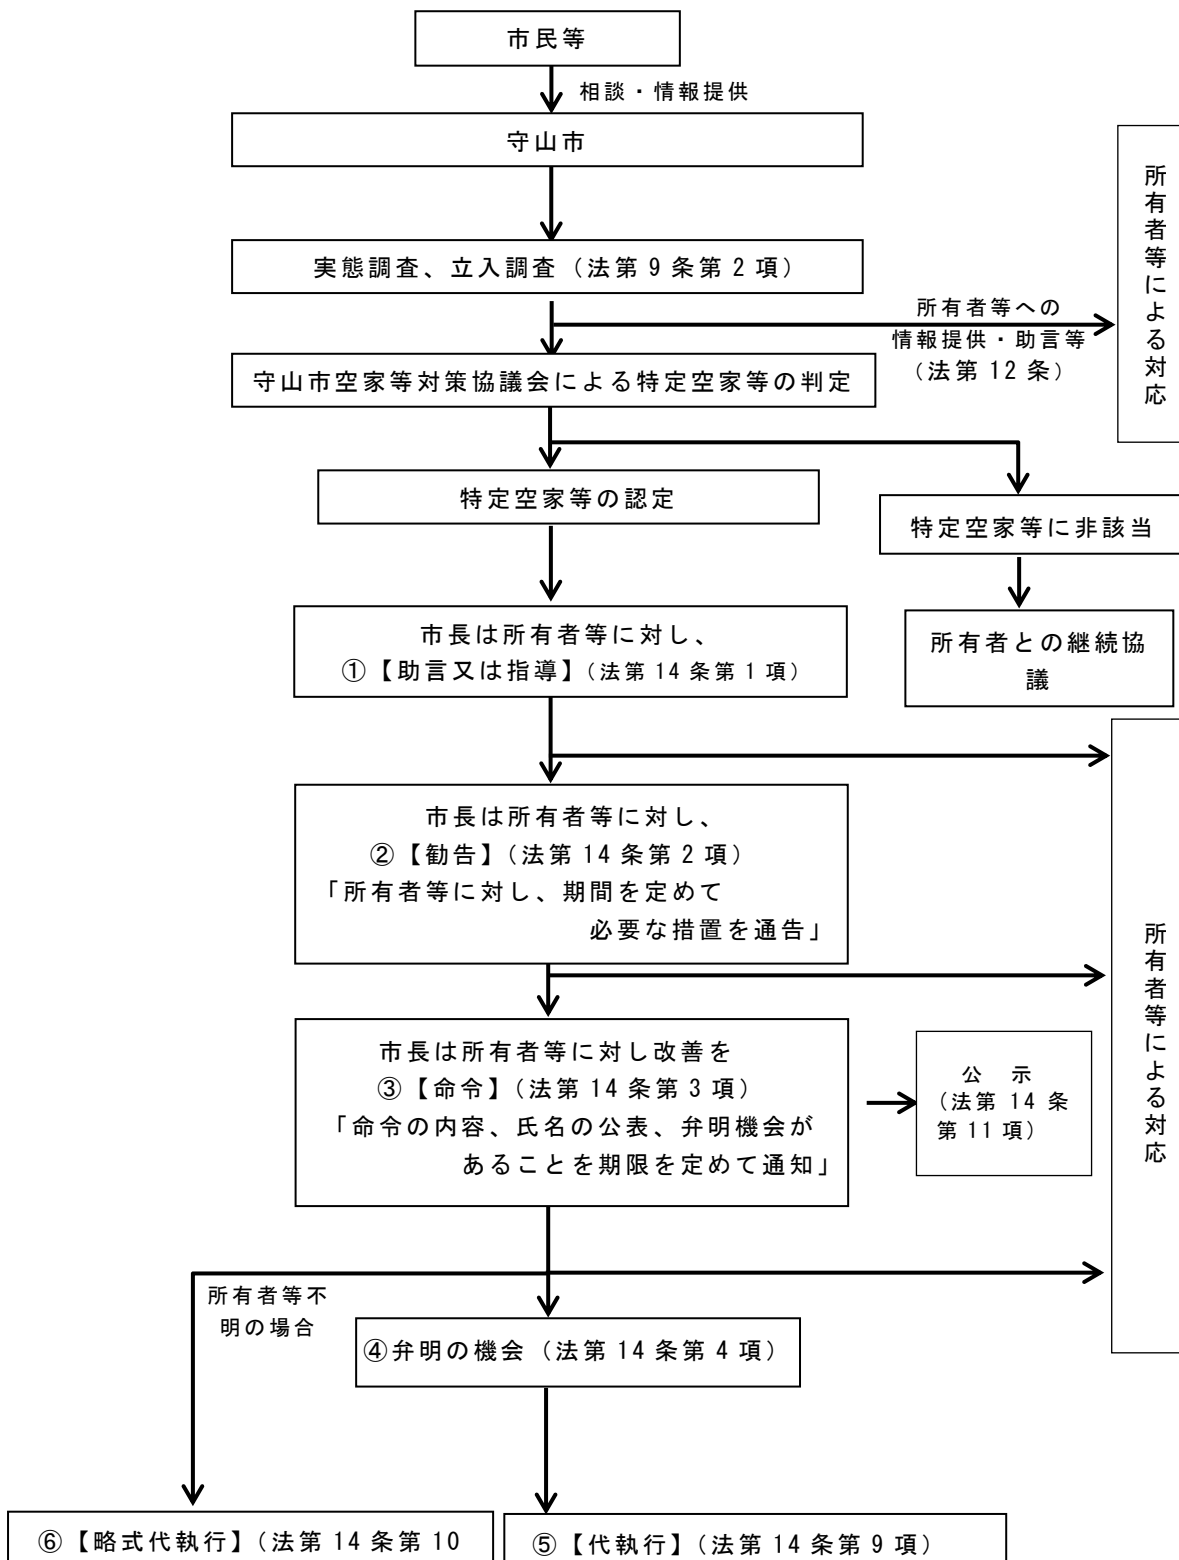 市民等
相談・情報提供
守山市
実態調査、立入調査（法第9条第2項）
所有者等への
情報提供・助言等
（法第12条）
所有者等による対応
守山市空家等対策協議会による特定空家等の判定
特定空家等の認定
特定空家等に非該当
所有者との継続協
議
市長は所有者等に対し、
①【助言又は指導】（法第14条第1項）
市長は所有者等に対し、
②【勧告】（法第14条第2項）
「所有者等に対し、期間を定めて
必要な措置を通告」
市長は所有者等に対し改善を
③【命令】（法第14条第3項）
「命令の内容、氏名の公表、弁明機会が
あることを期限を定めて通知」
公　示
（法第14条
第11項）
所有者等による対応
所有者等不
明の場合
④弁明の機会（法第14条第4項）
⑥【略式代執行】（法第14条第10
⑤【代執行】（法第14条第9項）